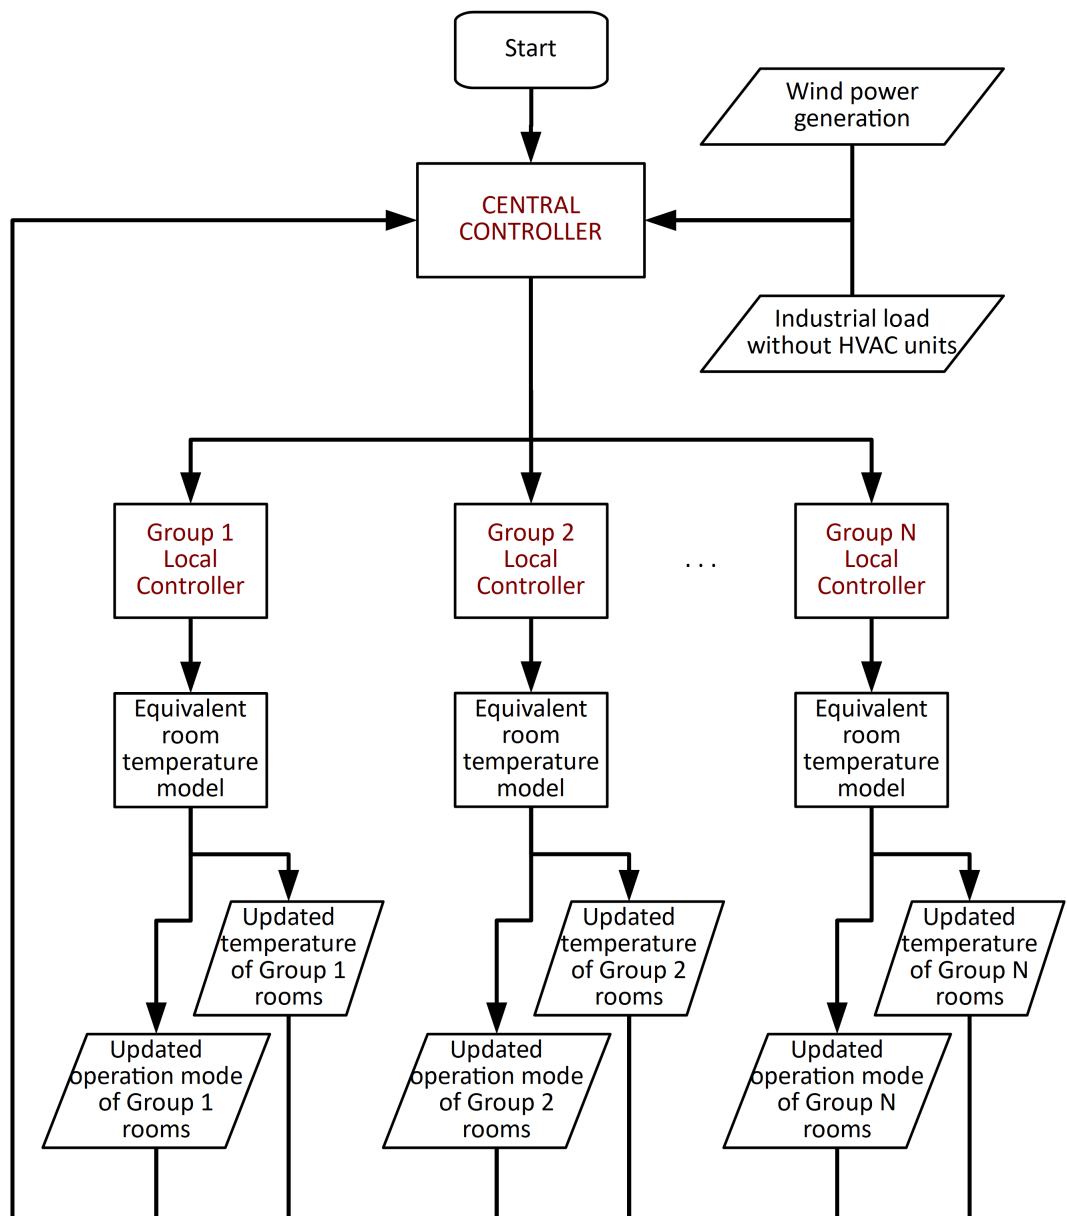 Start
Wind power
generation
CENTRAL
CONTROLLER
Industrial load
without HVAC units
Group 1
Local
Controller
Group 2
Local
Controller
. . .
Group N
Local
Controller
Equivalent
room
temperature
model
Equivalent
room
temperature
model
Equivalent
room
temperature
model
Updated
temperature
of Group 1
rooms
Updated
temperature
of Group 2
rooms
Updated
temperature
of Group N
rooms
Updated
operation mode
of Group 1
rooms
Updated
operation mode
of Group 2
rooms
Updated
operation mode
of Group N
rooms